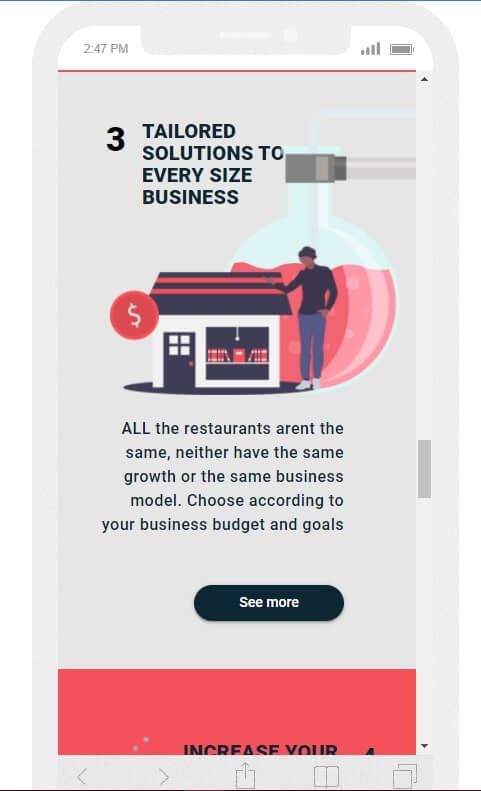 2:47 PM
3
TAILORED
SOLUTIONS TO
EVERY SIZE
BUSINESS
$
ALL the restaurants arent the
same, neither have the same
growth or the same business
model. Choose according to
your business budget and goals
See more
INCREASE YOUR
4